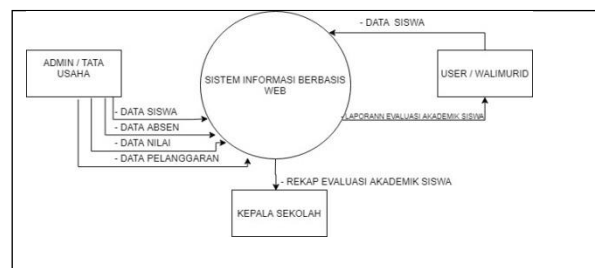 - DATA SISWA
ADMIN / TATA
USAHA
SISTEM INFORMASI BERBASIS
WEB
USER / WALIMURID
- DATA SISWA
- DATA ABSEN
- DATA NILAI
- DATA PELANGGARAN
- LAPORANN EVALUASI AKADEMIK SISWA
- REKAP EVALUASI AKADEMIK SISWA
KEPALA SEKOLAH